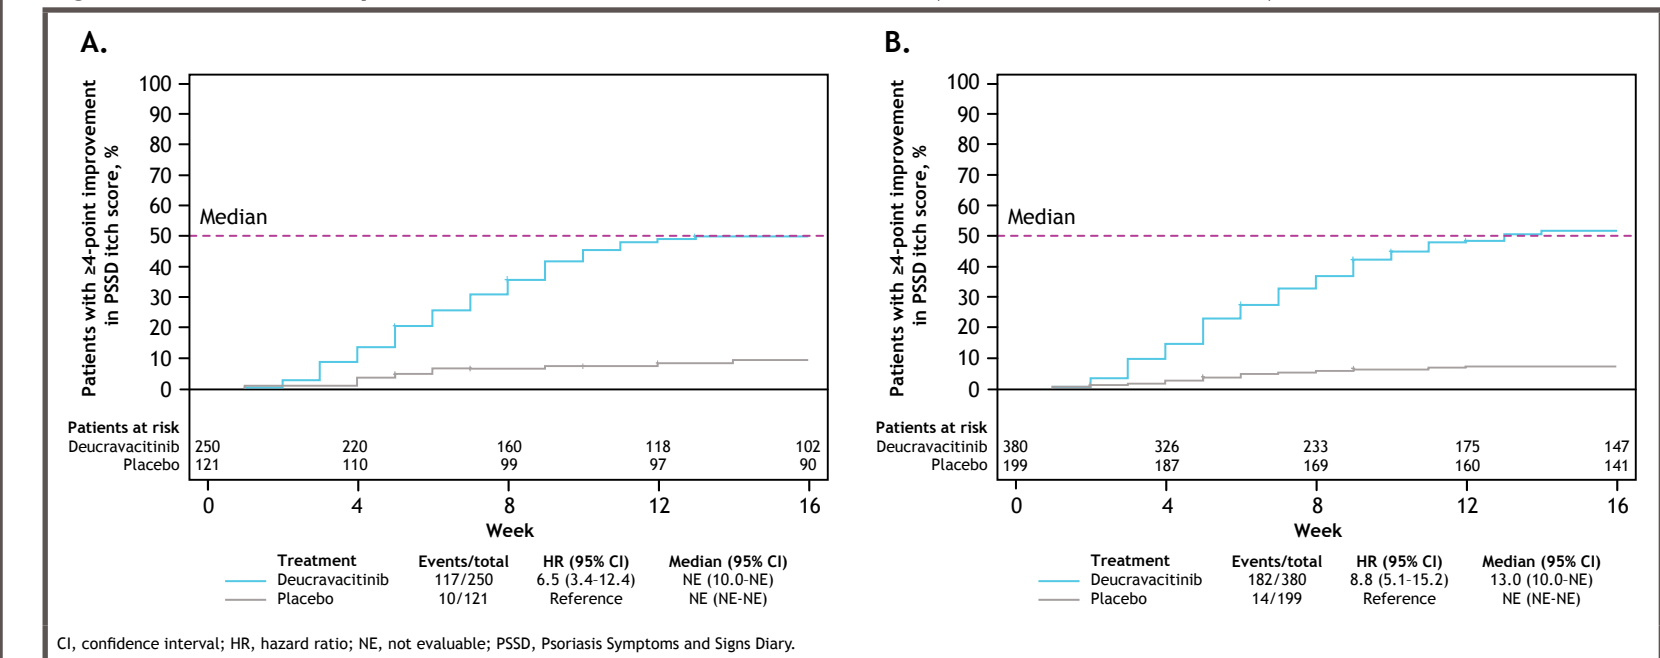 A.
Patients with ≥4-point improvement
in PSSD itch score, %
100
90
80
70
60
50
40
30
20
10
0
Median
Patients at risk
Deucravacitinib 250 220 160 118 102
Placebo 121 110 99 97 90
0 4 8 12 16
Week
Treatment Events/total HR (95% CI) Median (95% CI)
Deucravacitinib 117/250 6.5 (3.4-12.4) NE (10.0-NE)
Placebo 10/121 Reference NE (NE-NE)
B.
Patients with ≥4-point improvement
in PSSD itch score, %
100
90
80
70
60
50
40
30
20
10
0
Median
Patients at risk
Deucravacitinib 380 326 233 175 147
Placebo 199 187 169 160 141
0 4 8 12 16
Week
Treatment Events/total HR (95% CI) Median (95% CI)
Deucravacitinib 182/380 8.8 (5.1-15.2) 13.0 (10.0-NE)
Placebo 14/199 Reference NE (NE-NE)
CI, confidence interval; HR, hazard ratio; NE, not evaluable; PSSD, Psoriasis Symptoms and Signs Diary.